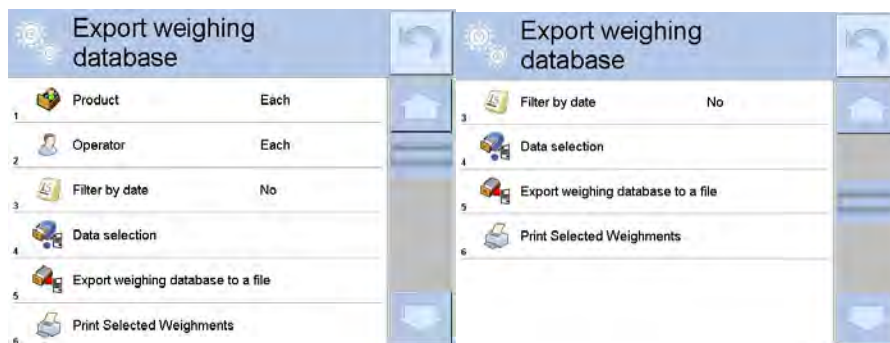 Export weighing
database
1 Product Each
2 Operator Each
3 Filter by date No
4 Data selection
5 Export weighing database to a file
6 Print Selected Weighments
Export weighing
database
3 Filter by date No
4 Data selection
5 Export weighing database to a file
6 Print Selected Weighments